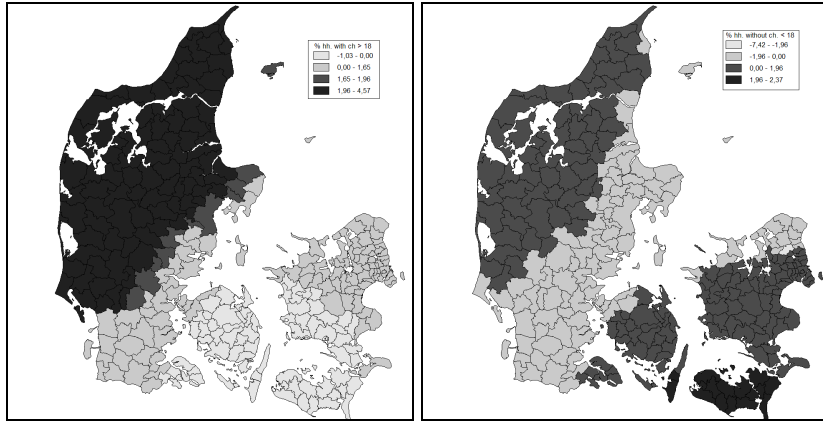 % hh. with ch > 18
-1,03 - 0,00
0,00 - 1,65
1,65 - 1,96
1,96 - 4,57
% hh. without ch. < 18
-7,42 - -1,96
-1,96 - 0,00
0,00 - 1,96
1,96 - 2,37